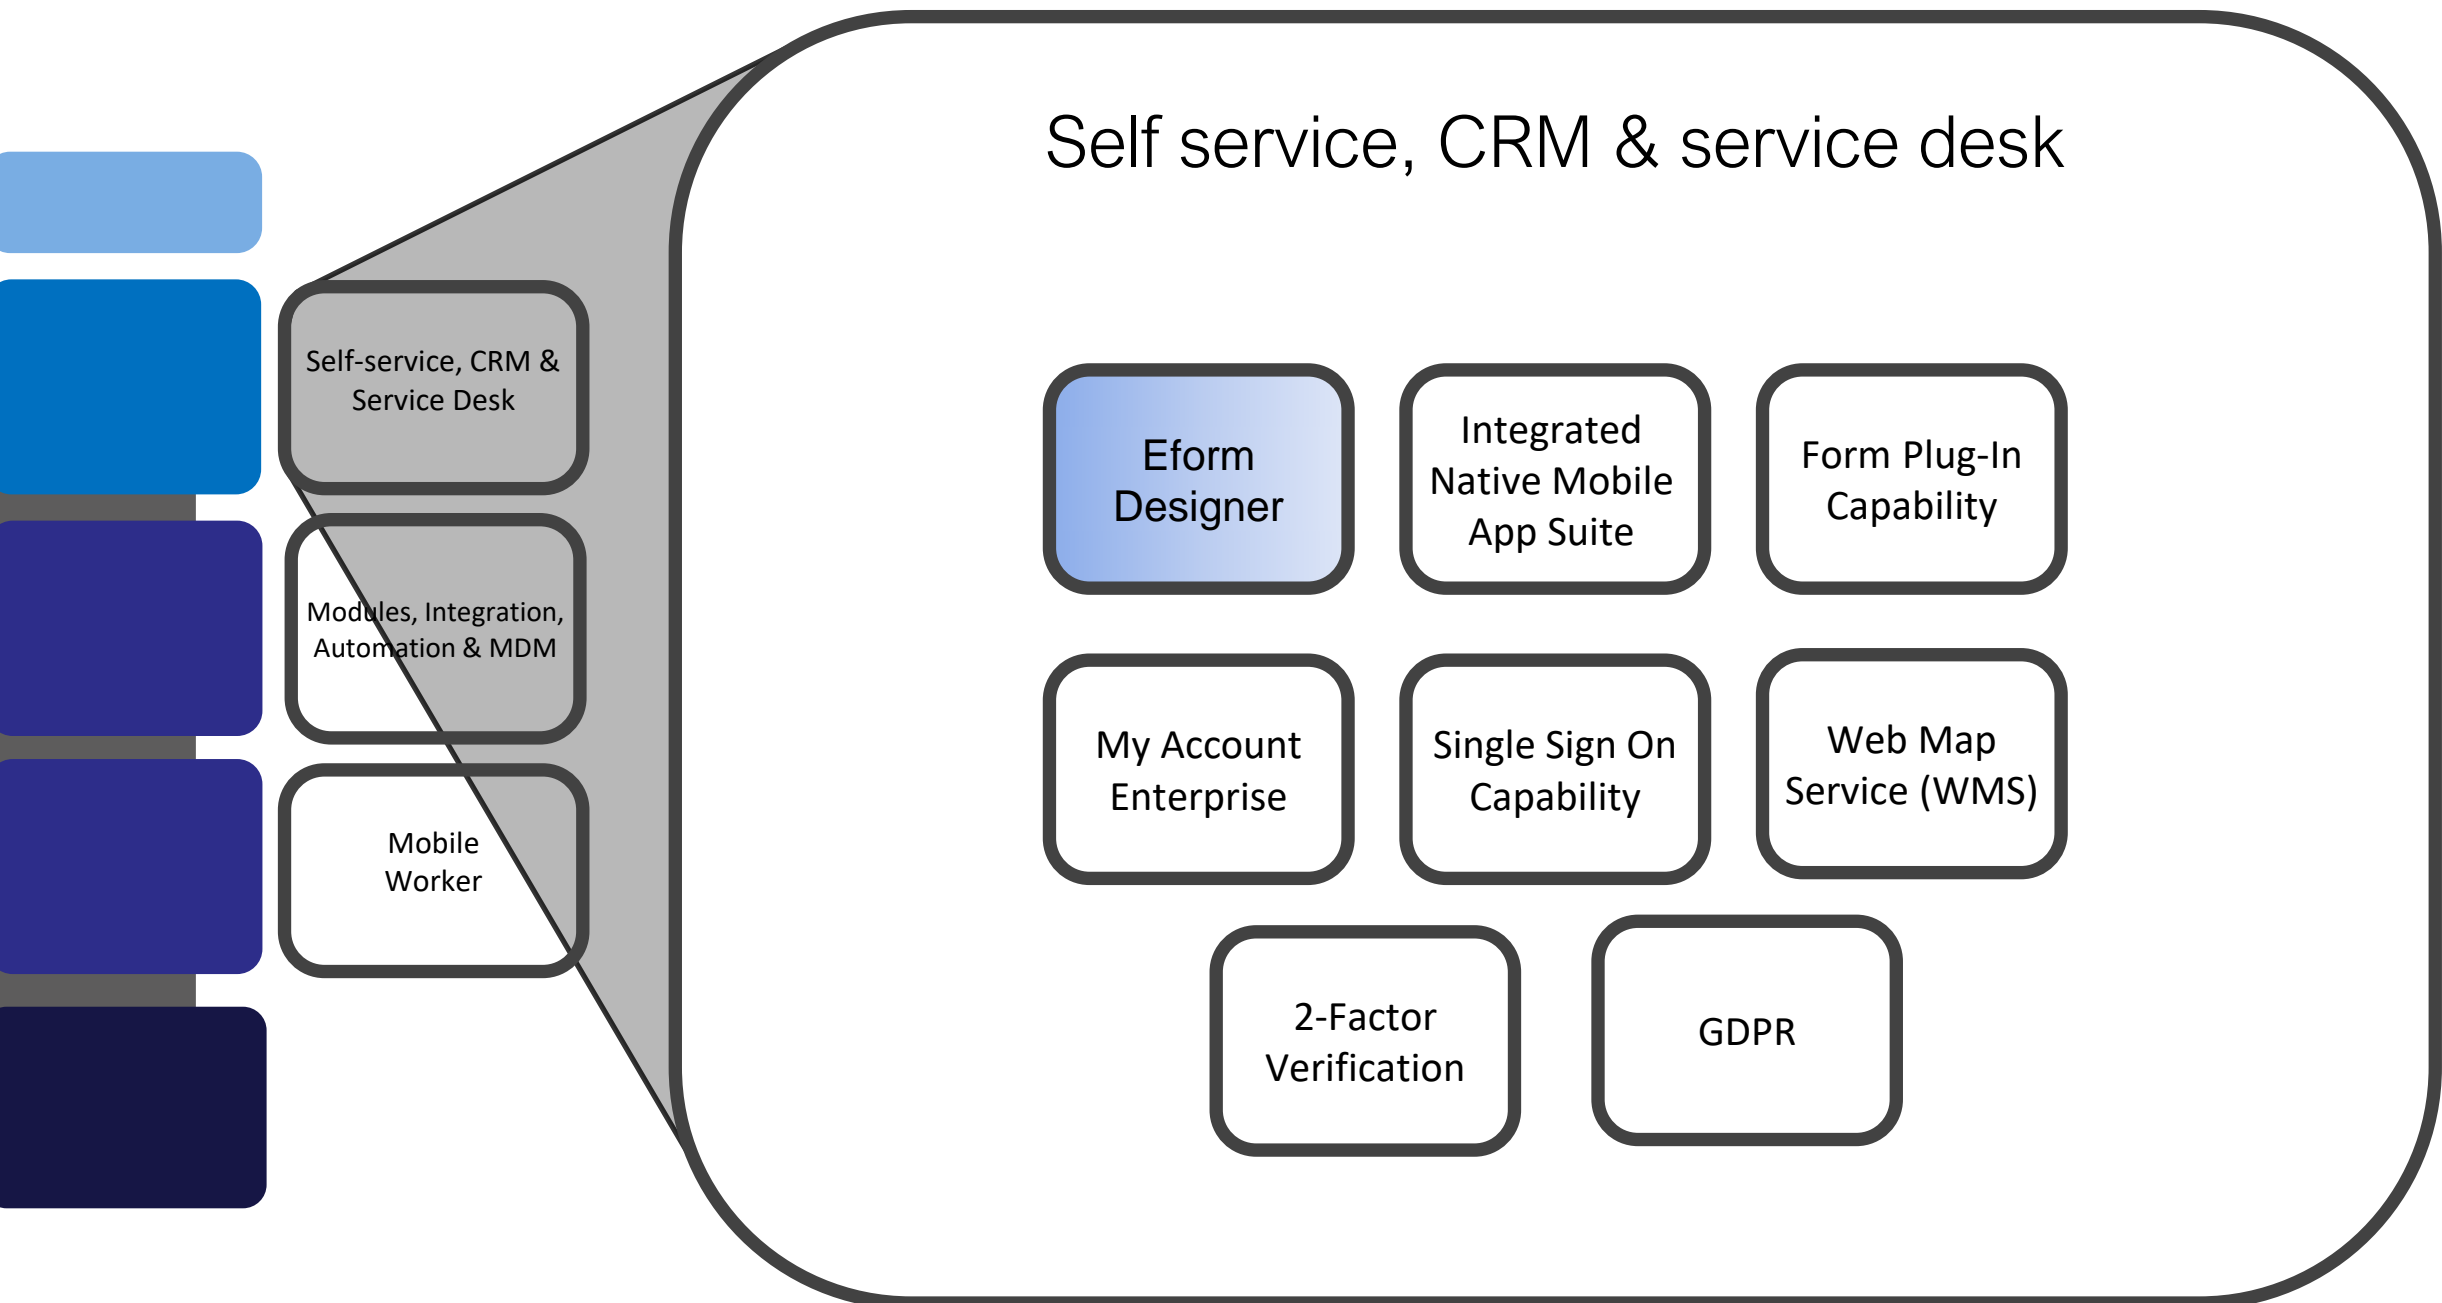 Self service, CRM & service desk
Self-service, CRM &
Service Desk
Modules, Integration,
Automation & MDM
Mobile
Worker
Eform
Designer
Integrated
Native Mobile
App Suite
Form Plug-In
Capability
My Account
Enterprise
Single Sign On
Capability
Web Map
Service (WMS)
2-Factor
Verification
GDPR